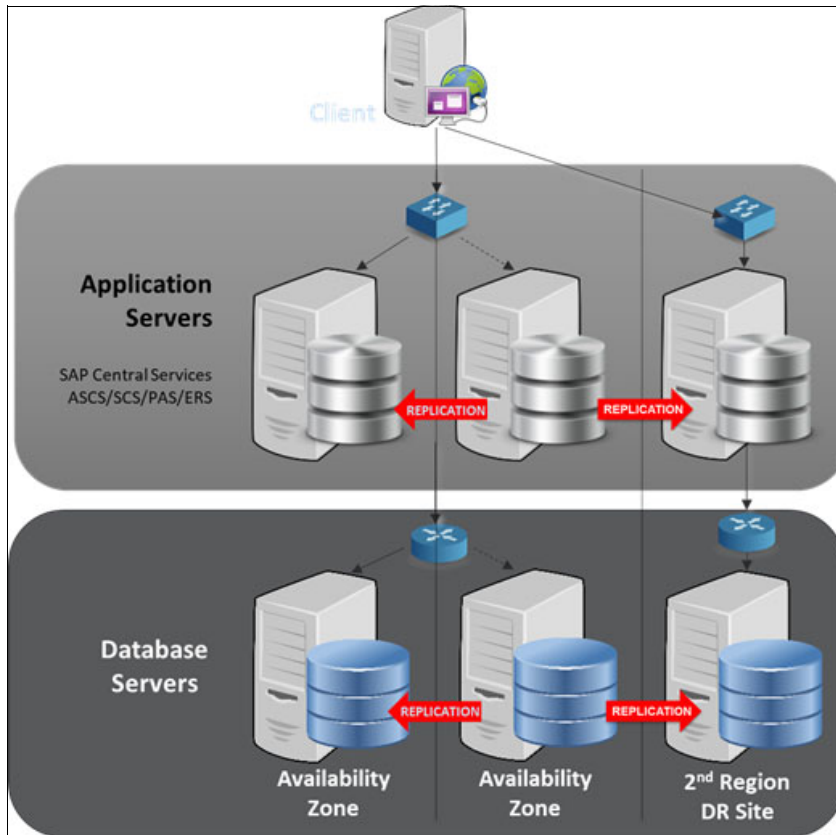 Client
Application
Servers
SAP Central Services
ASCS/SCS/PAS/ERS
REPLICATION
REPLICATION
Database
Servers
REPLICATION
REPLICATION
Availability
Zone
Availability
Zone
2nd Region
DR Site